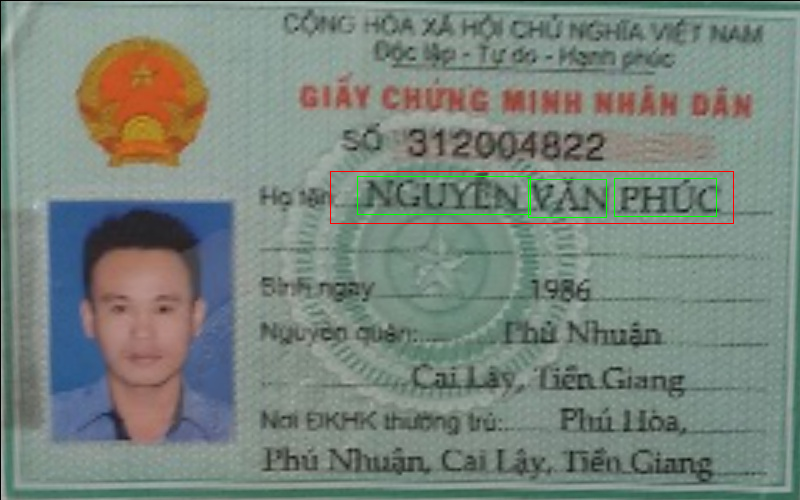 CỘNG HÒA XÃ HỘI CHỦ NGHĨA VIỆT NAM
Độc lập - Tự do - Hạnh phúc
GIẤY CHỨNG MINH NHÂN DÂN
SỐ 312004822
Họ tên: NGUYỄN VĂN PHÚC
Sinh ngày 1986
Nguyên quán: Phú Nhuận
Cai Lậy, Tiền Giang
Nơi ĐKHK thường trú: Phú Hòa,
Phú Nhuận, Cai Lậy, Tiền Giang